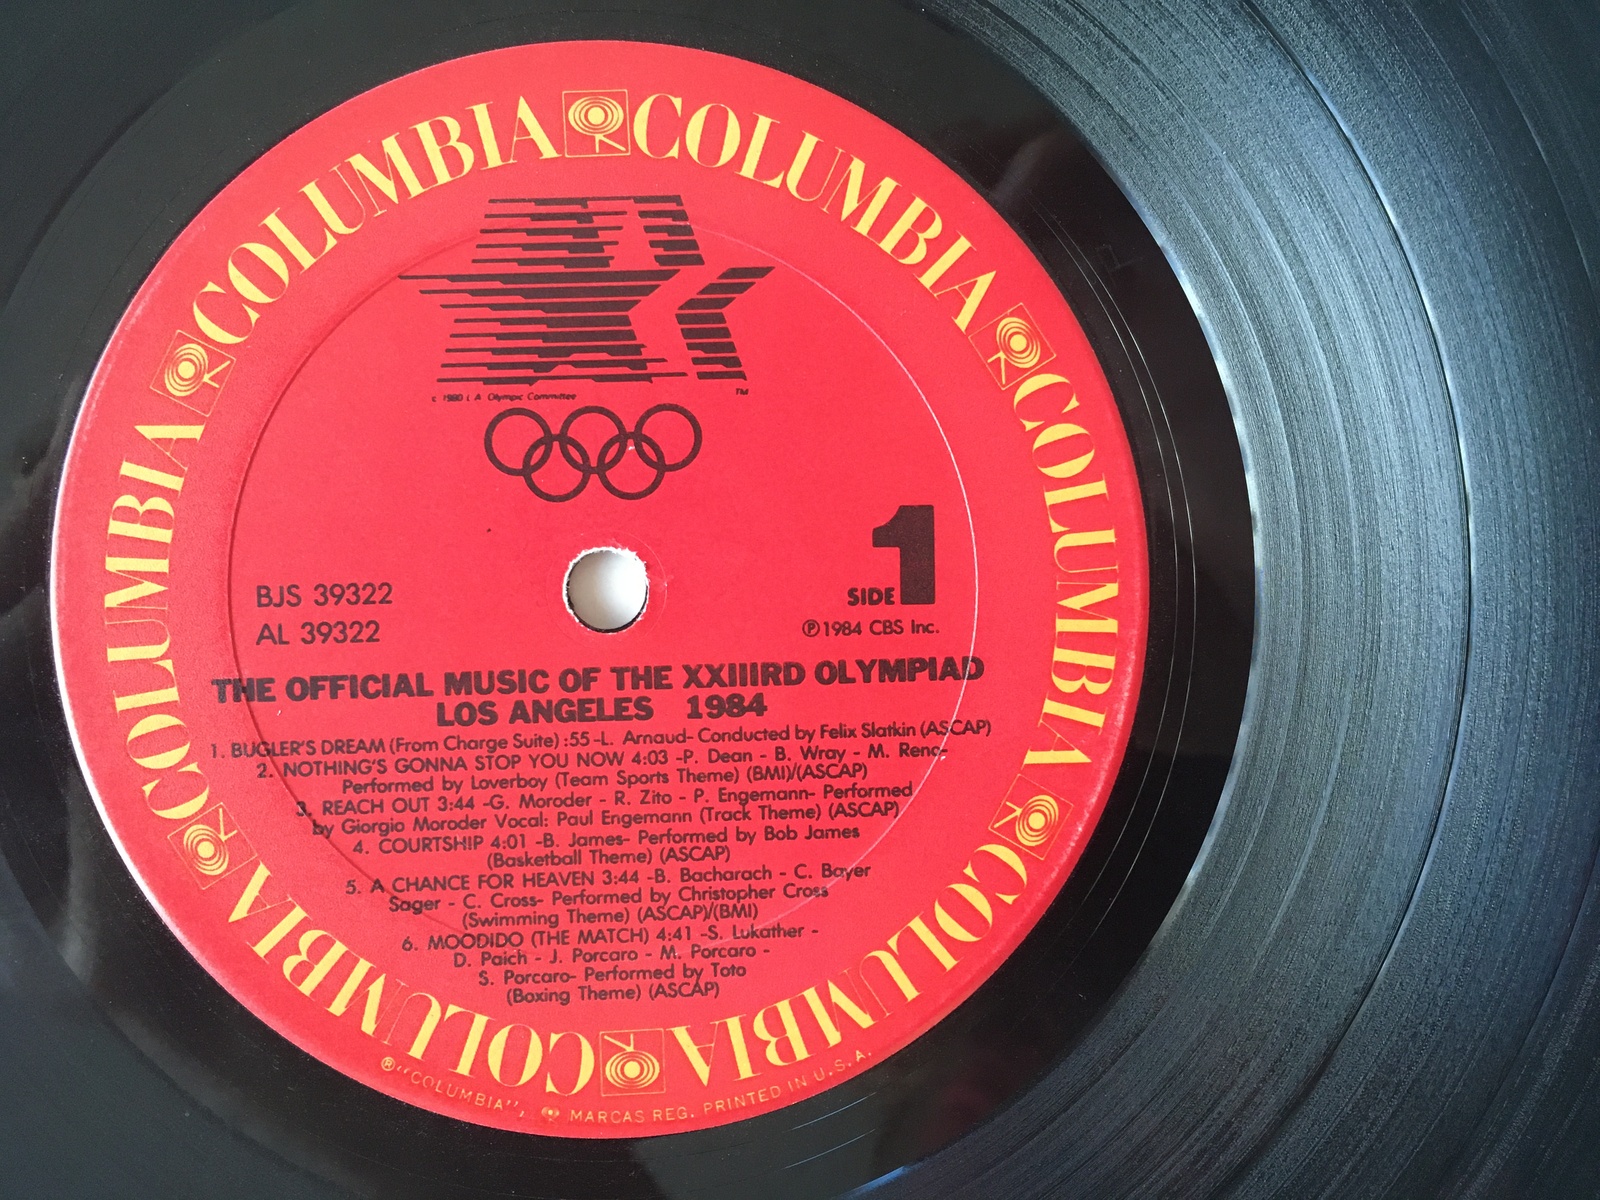 COLUMBIA COLUMBIA COLUMBIA COLUMBIA COLUMBIA COLUMBIA
c 1980 L A Olympic Committee TM
SIDE 1
BJS 39322
AL 39322
Ⓟ1984 CBS Inc.
THE OFFICIAL MUSIC OF THE XXIIIRD OLYMPIAD
LOS ANGELES 1984
1. BUGLER'S DREAM (From Charge Suite) :55 -L. Arnaud- Conducted by Felix Slatkin (ASCAP)
2. NOTHING'S GONNA STOP YOU NOW 4:03 -P. Dean - B. Wray - M. Reno-
Performed by Loverboy (Team Sports Theme) (BMI)/(ASCAP)
3. REACH OUT 3:44 -G. Moroder - R. Zito - P. Engemann- Performed
by Giorgio Moroder Vocal: Paul Engemann (Track Theme) (ASCAP)
4. COURTSHIP 4:01 -B. James- Performed by Bob James
(Basketball Theme) (ASCAP)
5. A CHANCE FOR HEAVEN 3:44 -B. Bacharach - C. Bayer
Sager - C. Cross- Performed by Christopher Cross
(Swimming Theme) (ASCAP)/(BMI)
6. MOODIDO (THE MATCH) 4:41 -S. Lukather -
D. Paich - J. Porcaro - M. Porcaro -
S. Porcaro- Performed by Toto
(Boxing Theme) (ASCAP)
® "COLUMBIA", MARCAS REG. PRINTED IN U.S.A.